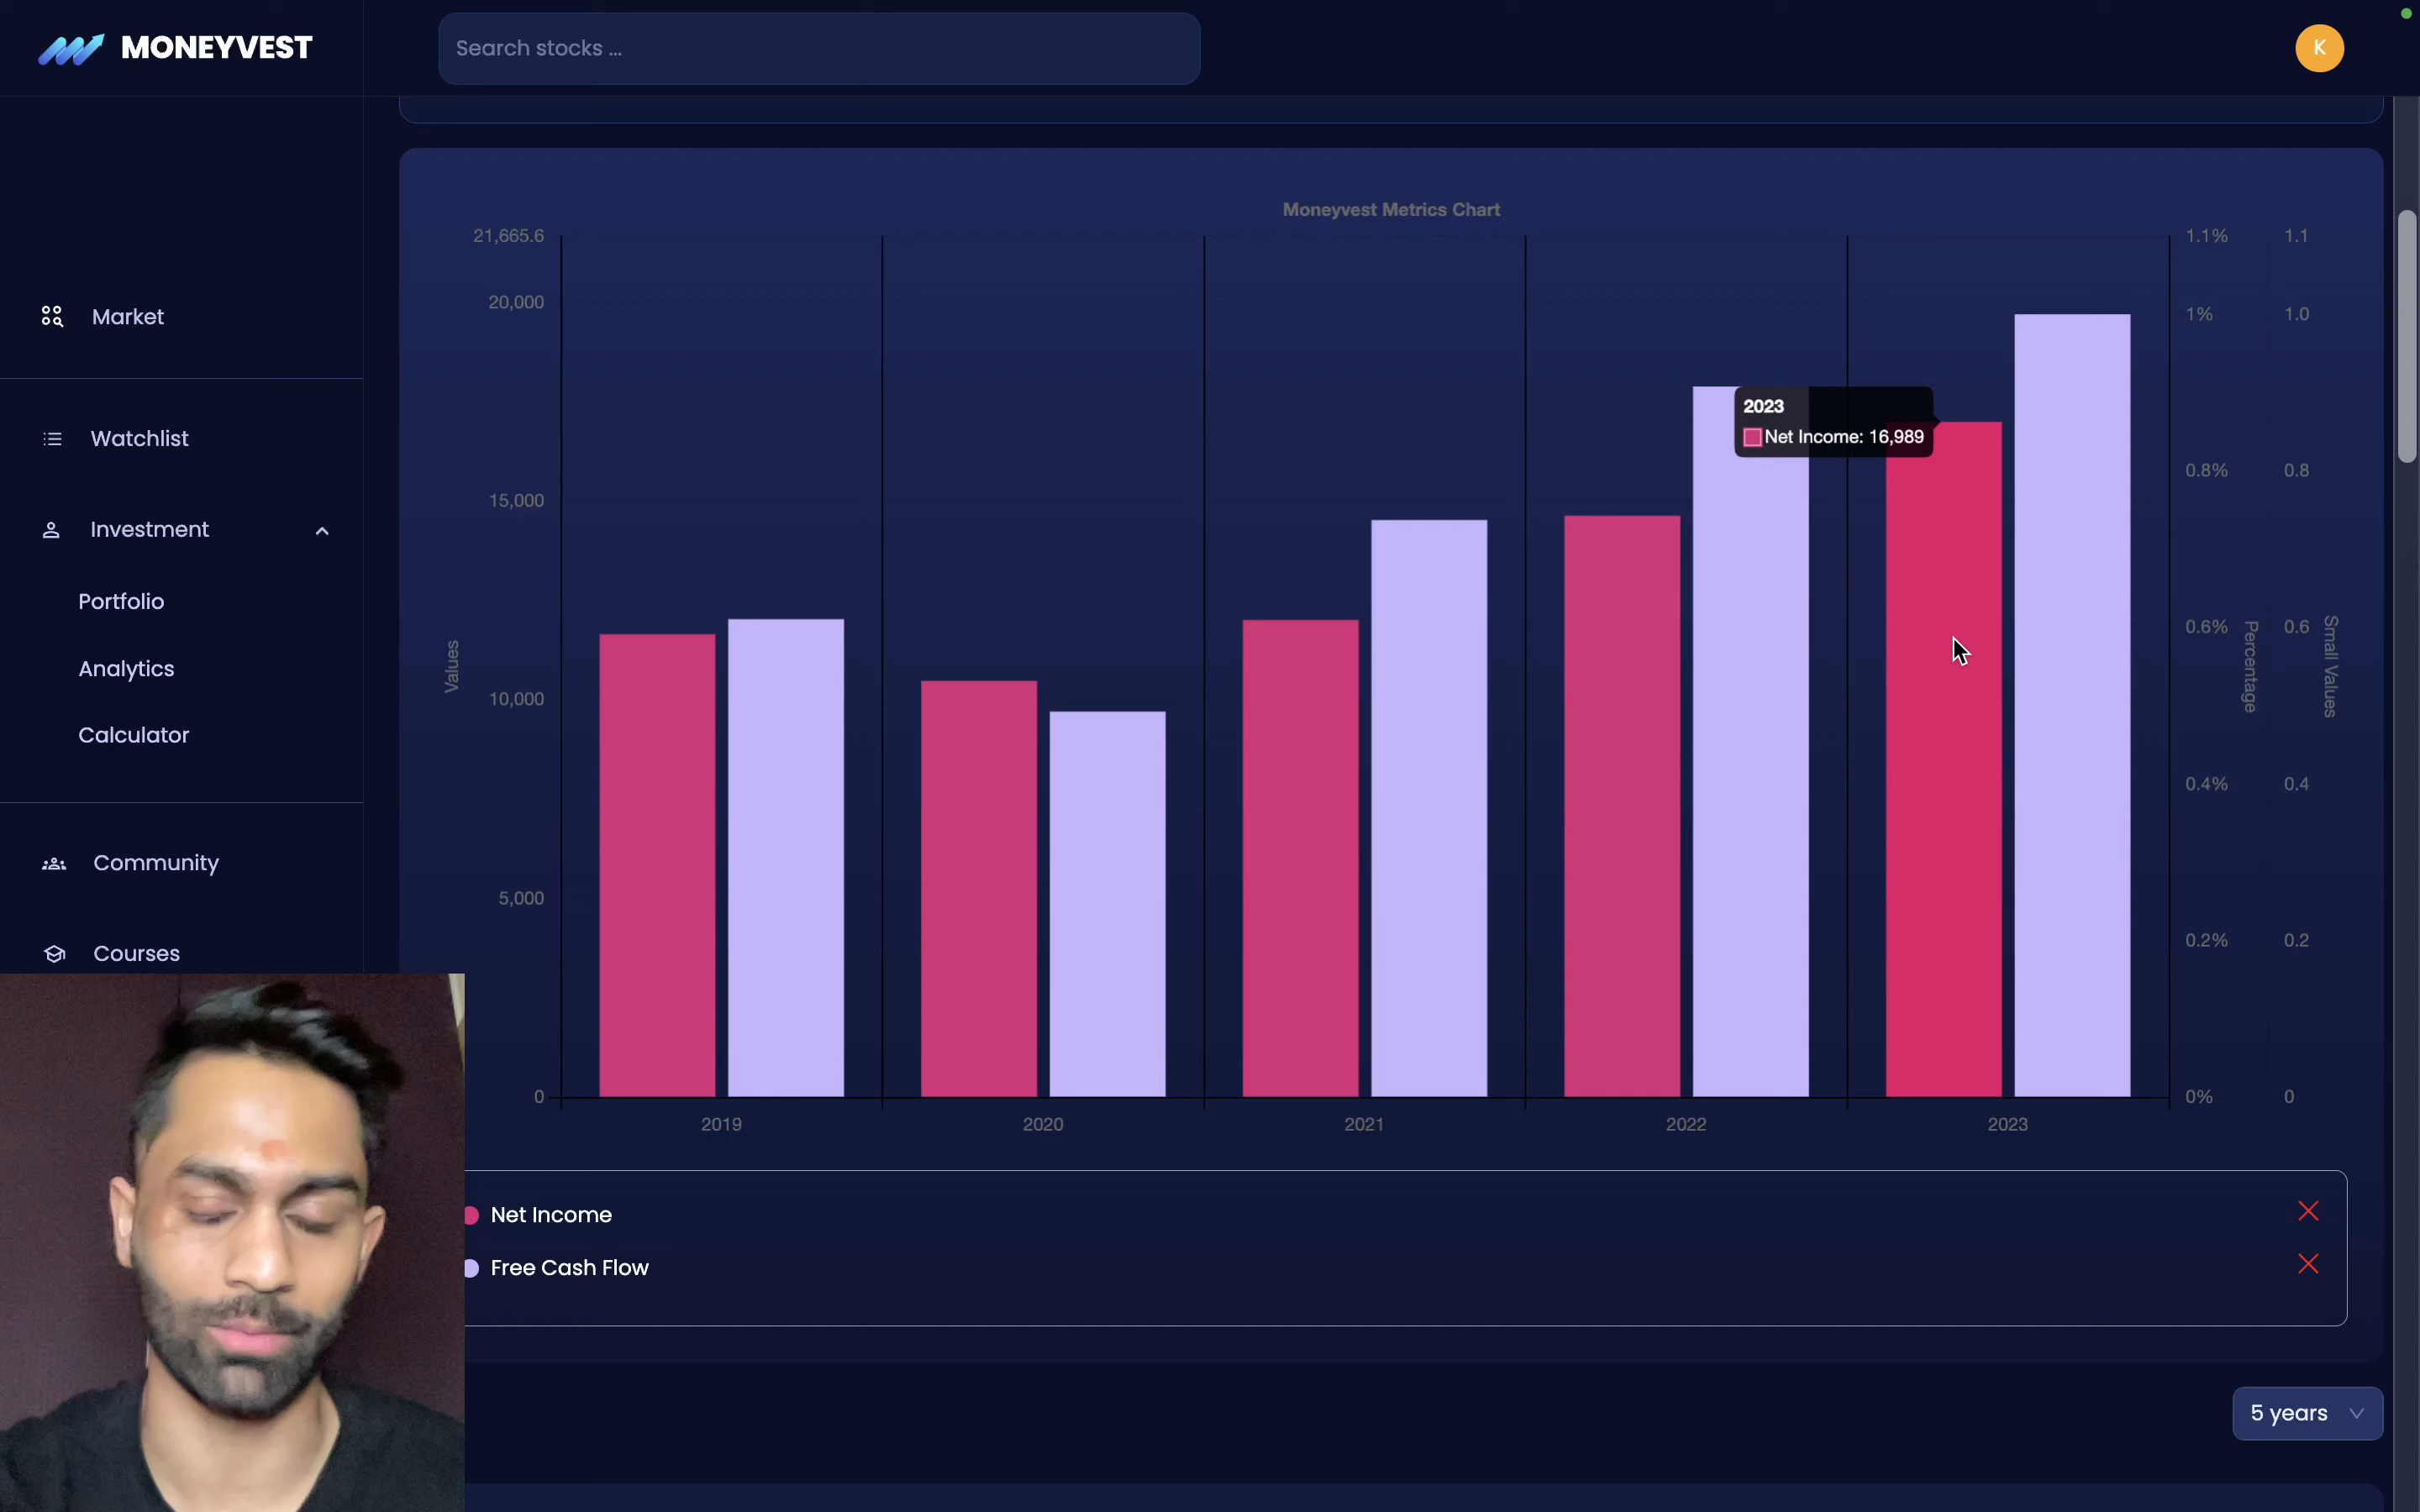 MONEYVEST
Search stocks ...
K
Market
Watchlist
Investment
Portfolio
Analytics
Calculator
Community
Courses
Moneyvest Metrics Chart
21,665.6
20,000
15,000
10,000
5,000
0
Values
1.1%
1%
0.8%
0.6%
0.4%
0.2%
0%
Percentage
1.1
1.0
0.8
0.6
0.4
0.2
0
Small Values
2023
Net Income: 16,989
2019
2020
2021
2022
2023
Net Income
Free Cash Flow
5 years